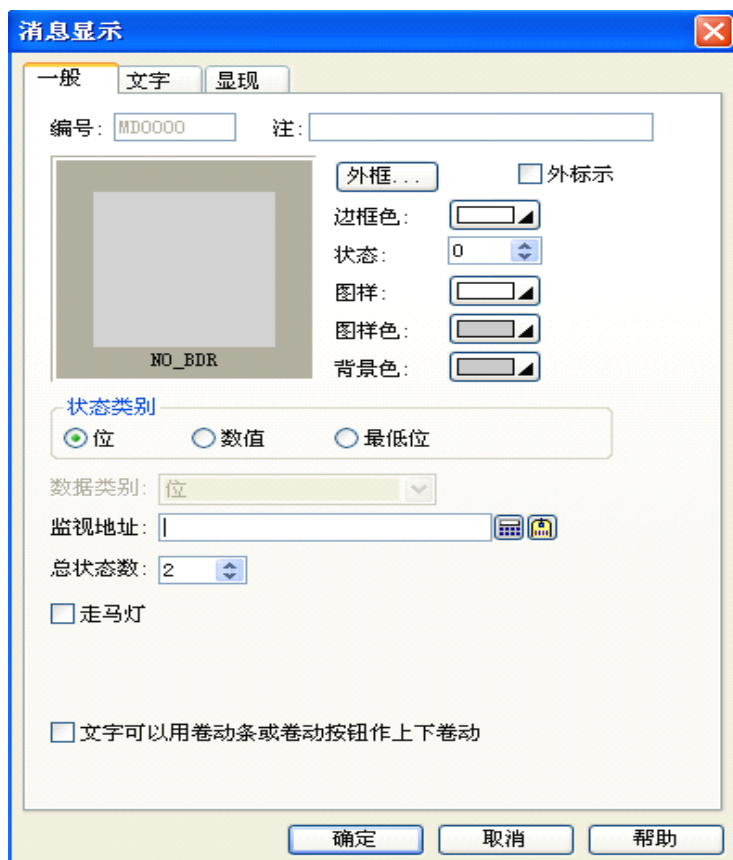 消息显示
一般 文字 显现
编号: MD0000 注:
外框... 外标示
边框色:
状态: 0
图样:
图样色:
NO_BDR
背景色:
状态类别
位 数值 最低位
数据类别: 位
监视地址:
总状态数: 2
走马灯
文字可以用卷动条或卷动按钮作上下卷动
确定 取消 帮助